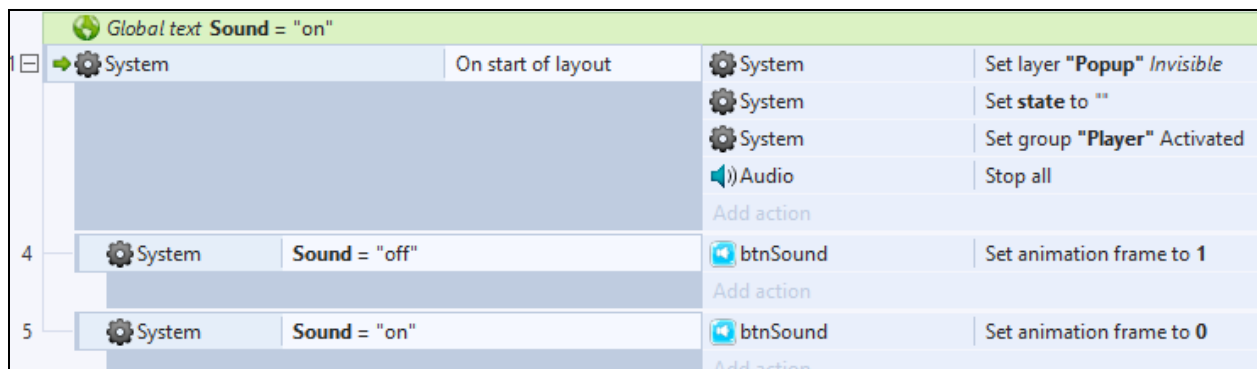 Global text Sound = "on"
1 System On start of layout System Set layer "Popup" Invisible
System Set state to ""
System Set group "Player" Activated
Audio Stop all
Add action
4 System Sound = "off" btnSound Set animation frame to 1
Add action
5 System Sound = "on" btnSound Set animation frame to 0
Add action